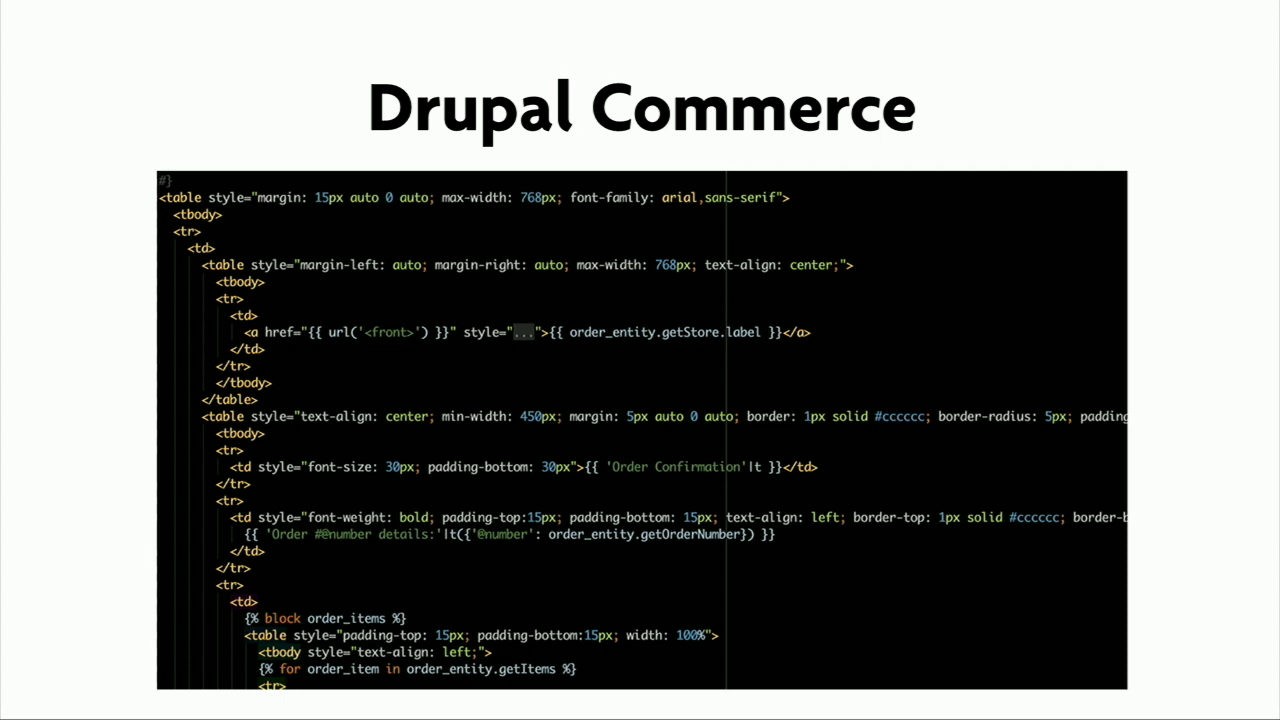 Drupal Commerce
#}
<table style="margin: 15px auto 0 auto; max-width: 768px; font-family: arial,sans-serif">
<tbody>
<tr>
<td>
<table style="margin-left: auto; margin-right: auto; max-width: 768px; text-align: center;">
<tbody>
<tr>
<td>
<a href="{{ url('<front>') }}" style="...">{{ order_entity.getStore.label }}</a>
</td>
</tr>
</tbody>
</table>
<table style="text-align: center; min-width: 450px; margin: 5px auto 0 auto; border: 1px solid #cccccc; border-radius: 5px; padding
<tbody>
<tr>
<td style="font-size: 30px; padding-bottom: 30px">{{ 'Order Confirmation'|t }}</td>
</tr>
<tr>
<td style="font-weight: bold; padding-top:15px; padding-bottom: 15px; text-align: left; border-top: 1px solid #cccccc; border-b
{{ 'Order #@number details:'|t({'@number': order_entity.getOrderNumber}) }}
</td>
</tr>
<tr>
<td>
{% block order_items %}
<table style="padding-top: 15px; padding-bottom:15px; width: 100%">
<tbody style="text-align: left;">
{% for order_item in order_entity.getItems %}
<tr>